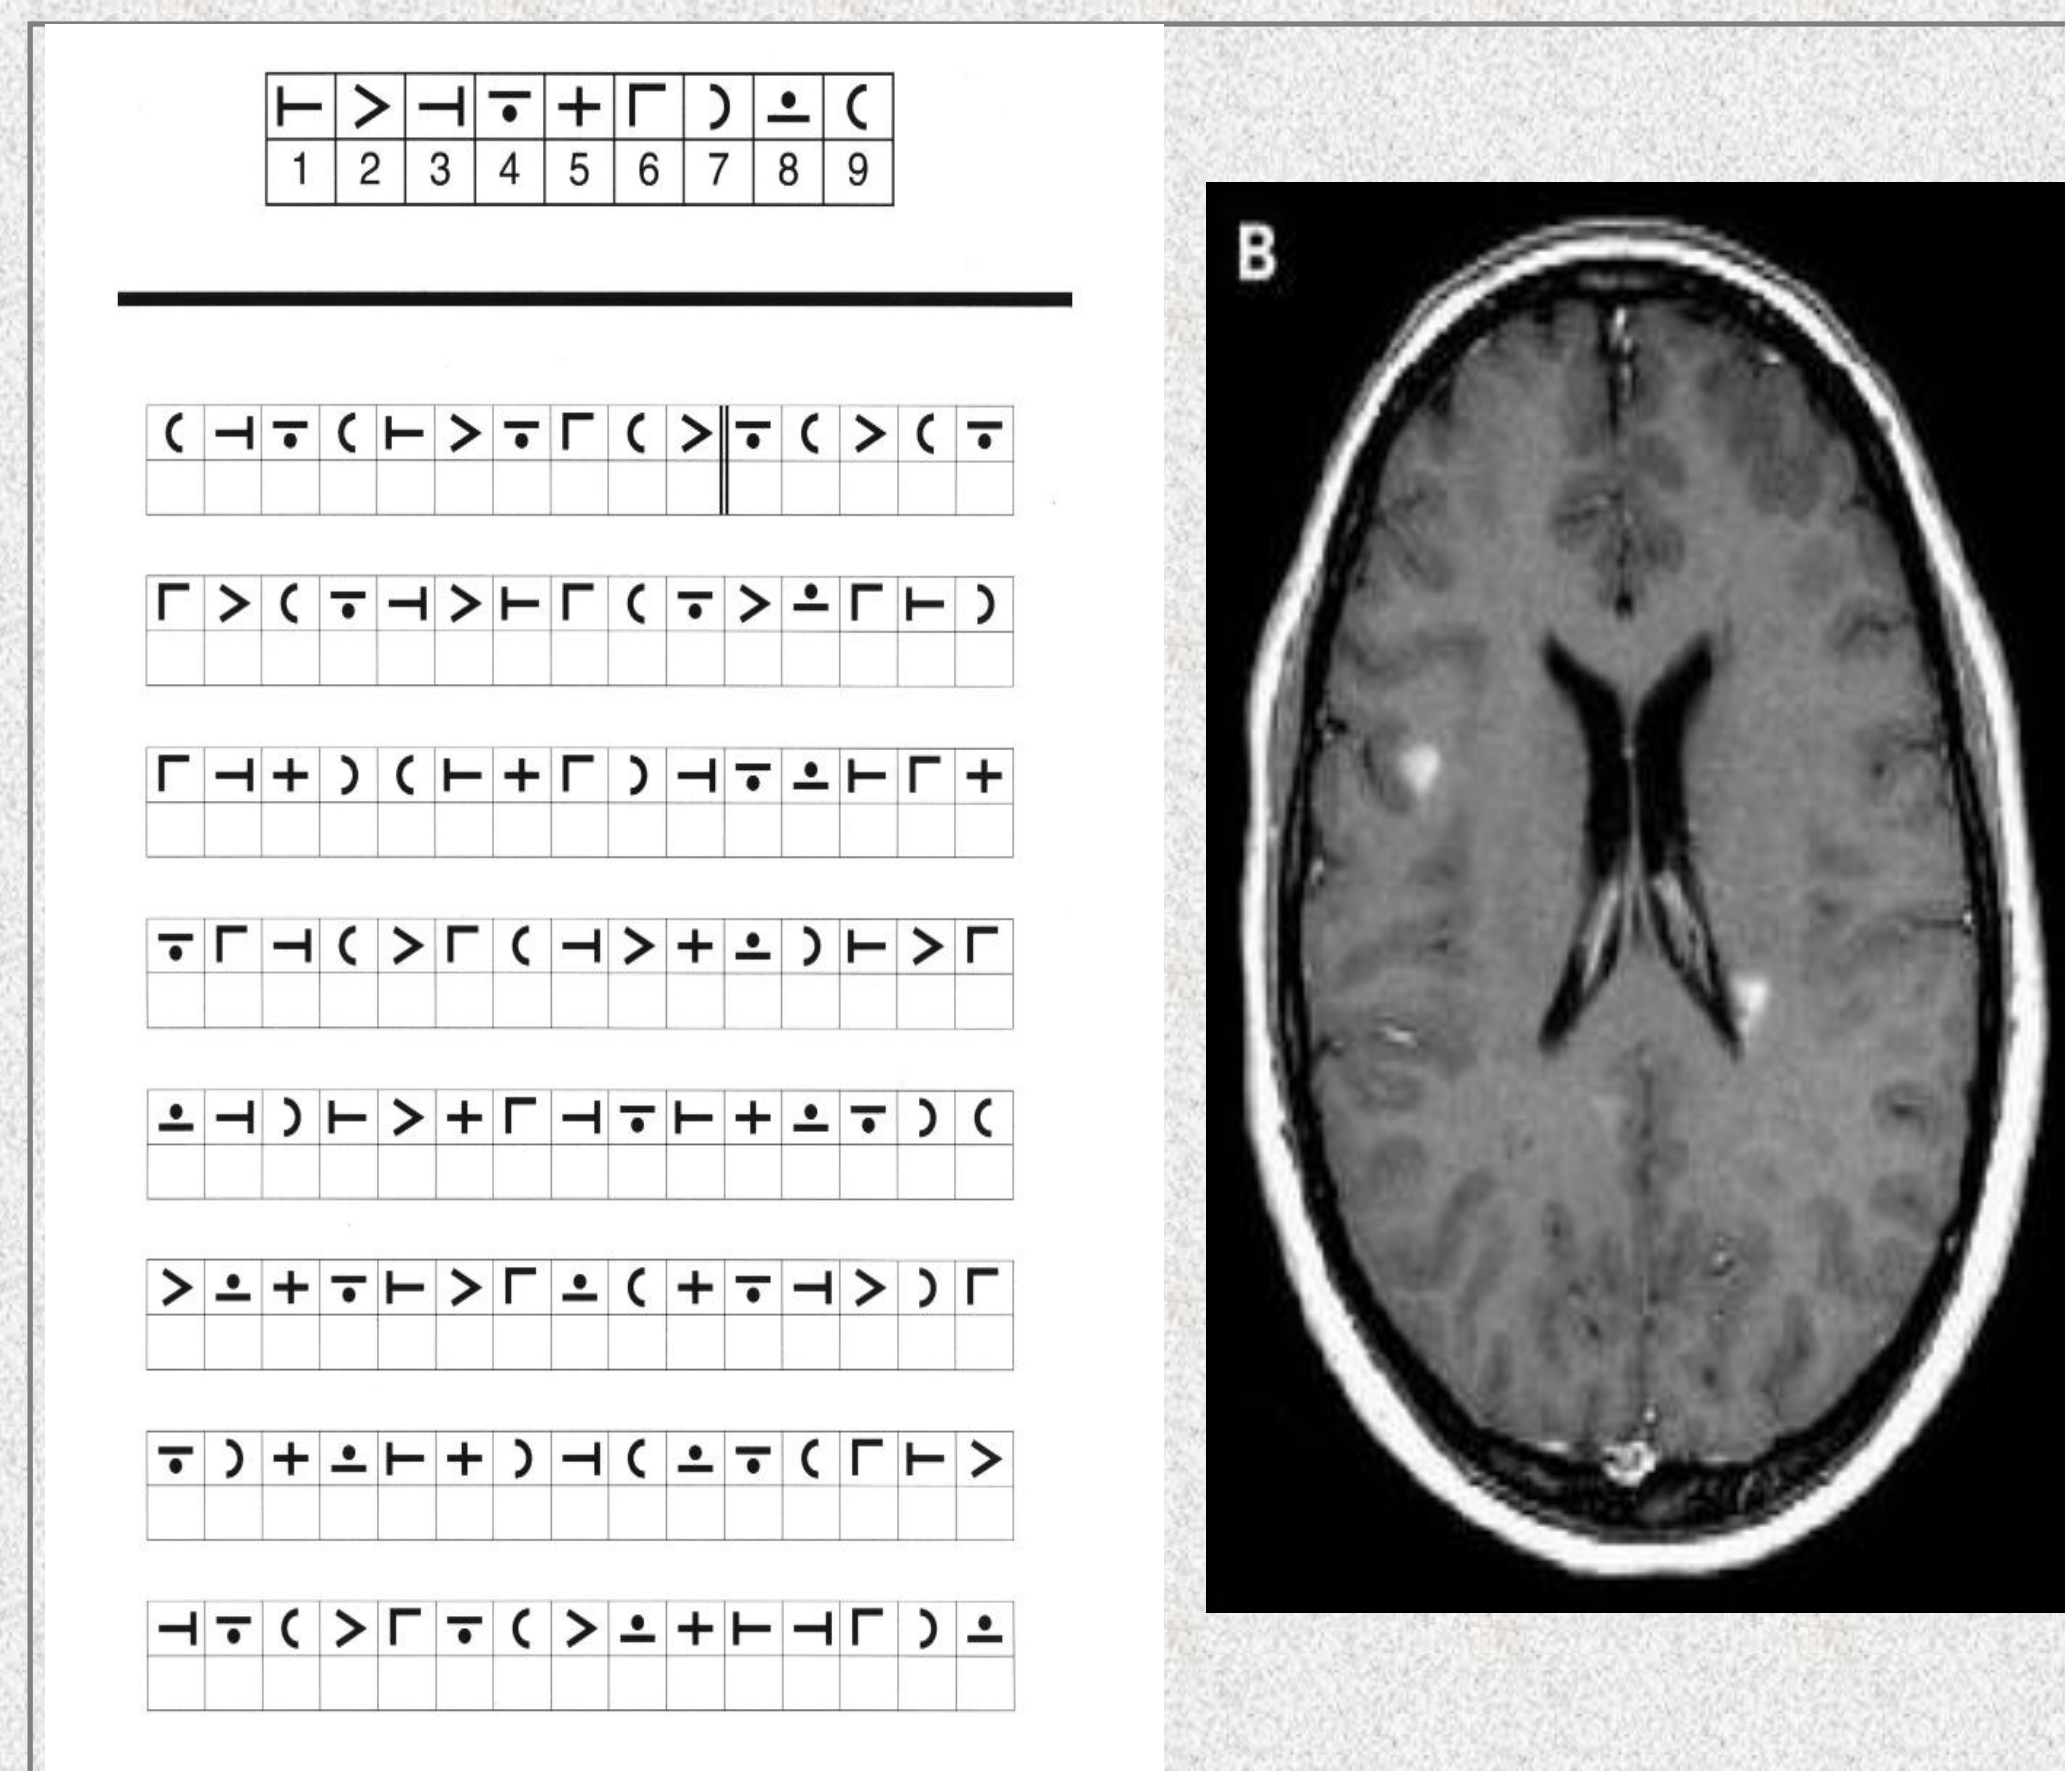 ⊢ > ⊣ ⨪ + Γ ) ∸ (
1 2 3 4 5 6 7 8 9
( ⊣ ⨪ ( ⊢ > ⨪ Γ ( > ⨪ ( > ( ⨪
Γ > ( ⨪ ⊣ > ⊢ Γ ( ⨪ > ∸ Γ ⊢ )
Γ ⊣ + ) ( ⊢ + Γ ) ⊣ ⨪ ∸ ⊢ Γ +
⨪ Γ ⊣ ( > Γ ( ⊣ > + ∸ ) ⊢ > Γ
∸ ⊣ ) ⊢ > + Γ ⊣ ⨪ ⊢ + ∸ ⨪ ) (
> ∸ + ⨪ ⊢ > Γ ∸ ( + ⨪ ⊣ > ) Γ
⨪ ) + ∸ ⊢ + ) ⊣ ( ∸ ⨪ ( Γ ⊢ >
⊣ ⨪ ( > Γ ⨪ ( > ∸ + ⊢ ⊣ Γ ) ∸
B